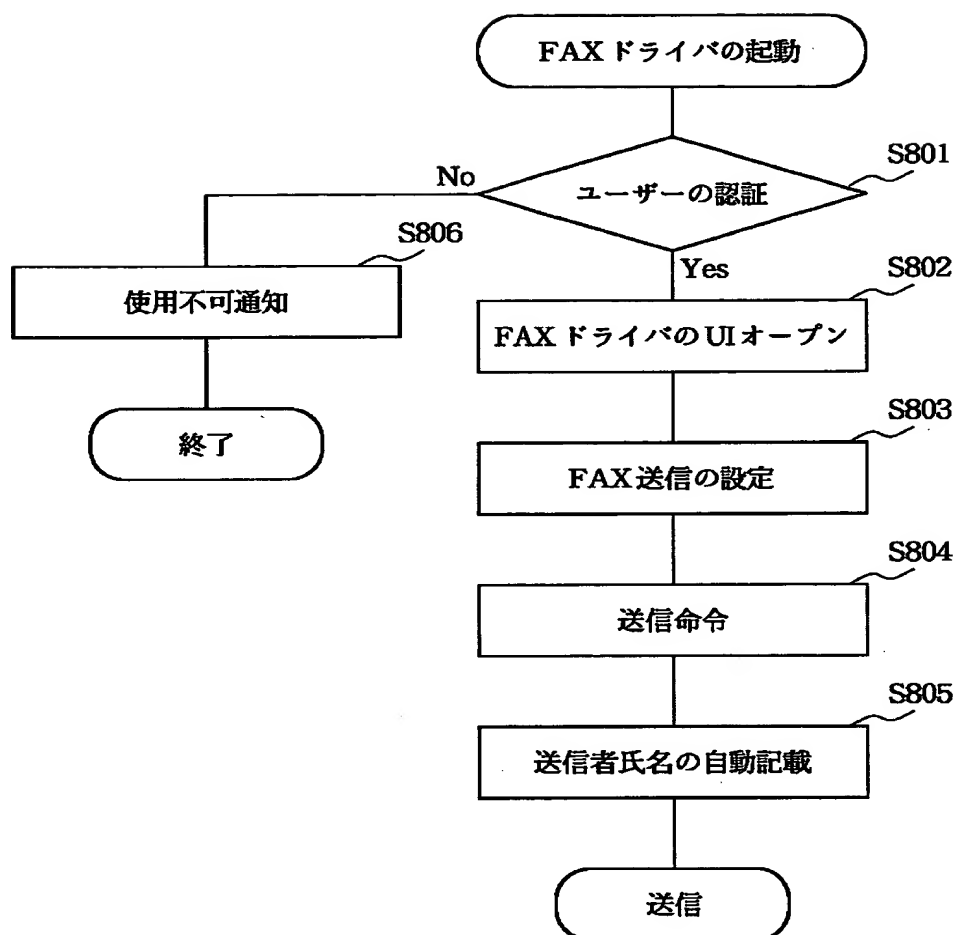 FAXドライバの起動
S801
ユーザーの認証
No
Yes
S806
使用不可通知
終了
S802
FAXドライバのUIオープン
S803
FAX送信の設定
S804
送信命令
S805
送信者氏名の自動記載
送信